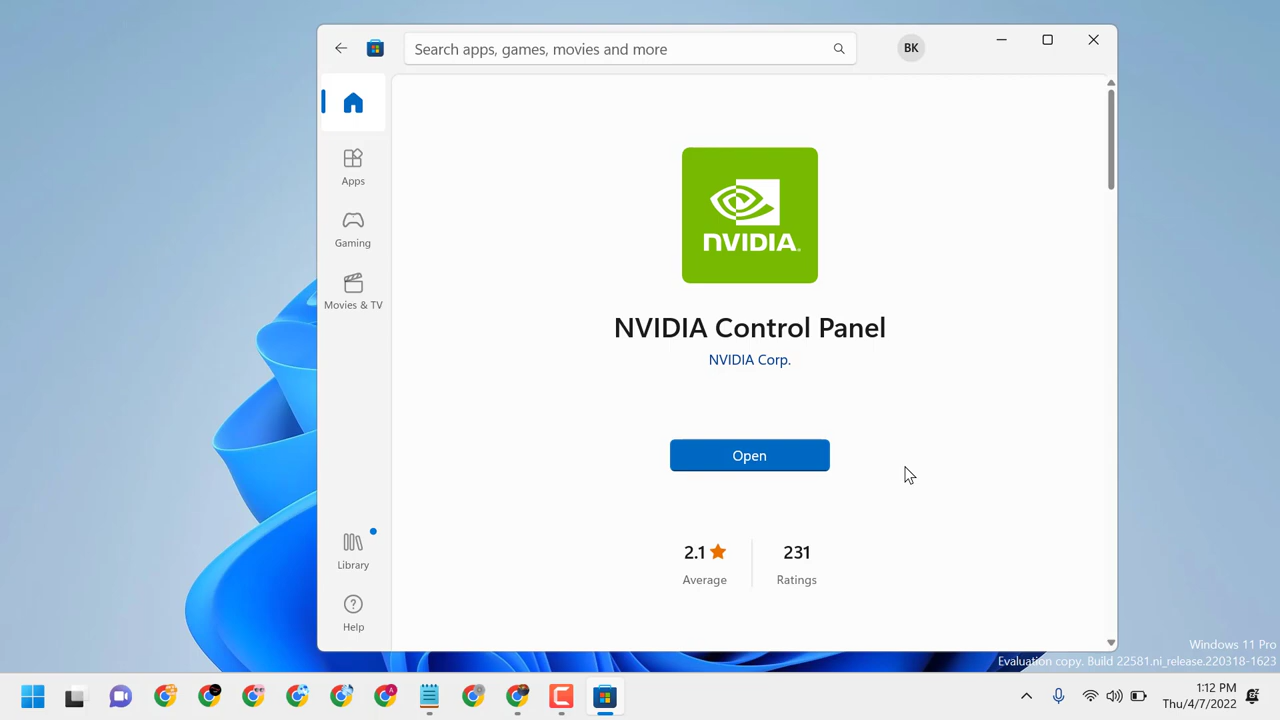 Search apps, games, movies and more
BK
Apps
Gaming
Movies & TV
NVIDIA.
NVIDIA Control Panel
NVIDIA Corp.
Open
2.1
231
Average
Ratings
Library
Help
Windows 11 Pro
Evaluation copy. Build 22581.ni_release.220318-1623
1:12 PM
Thu/4/7/2022